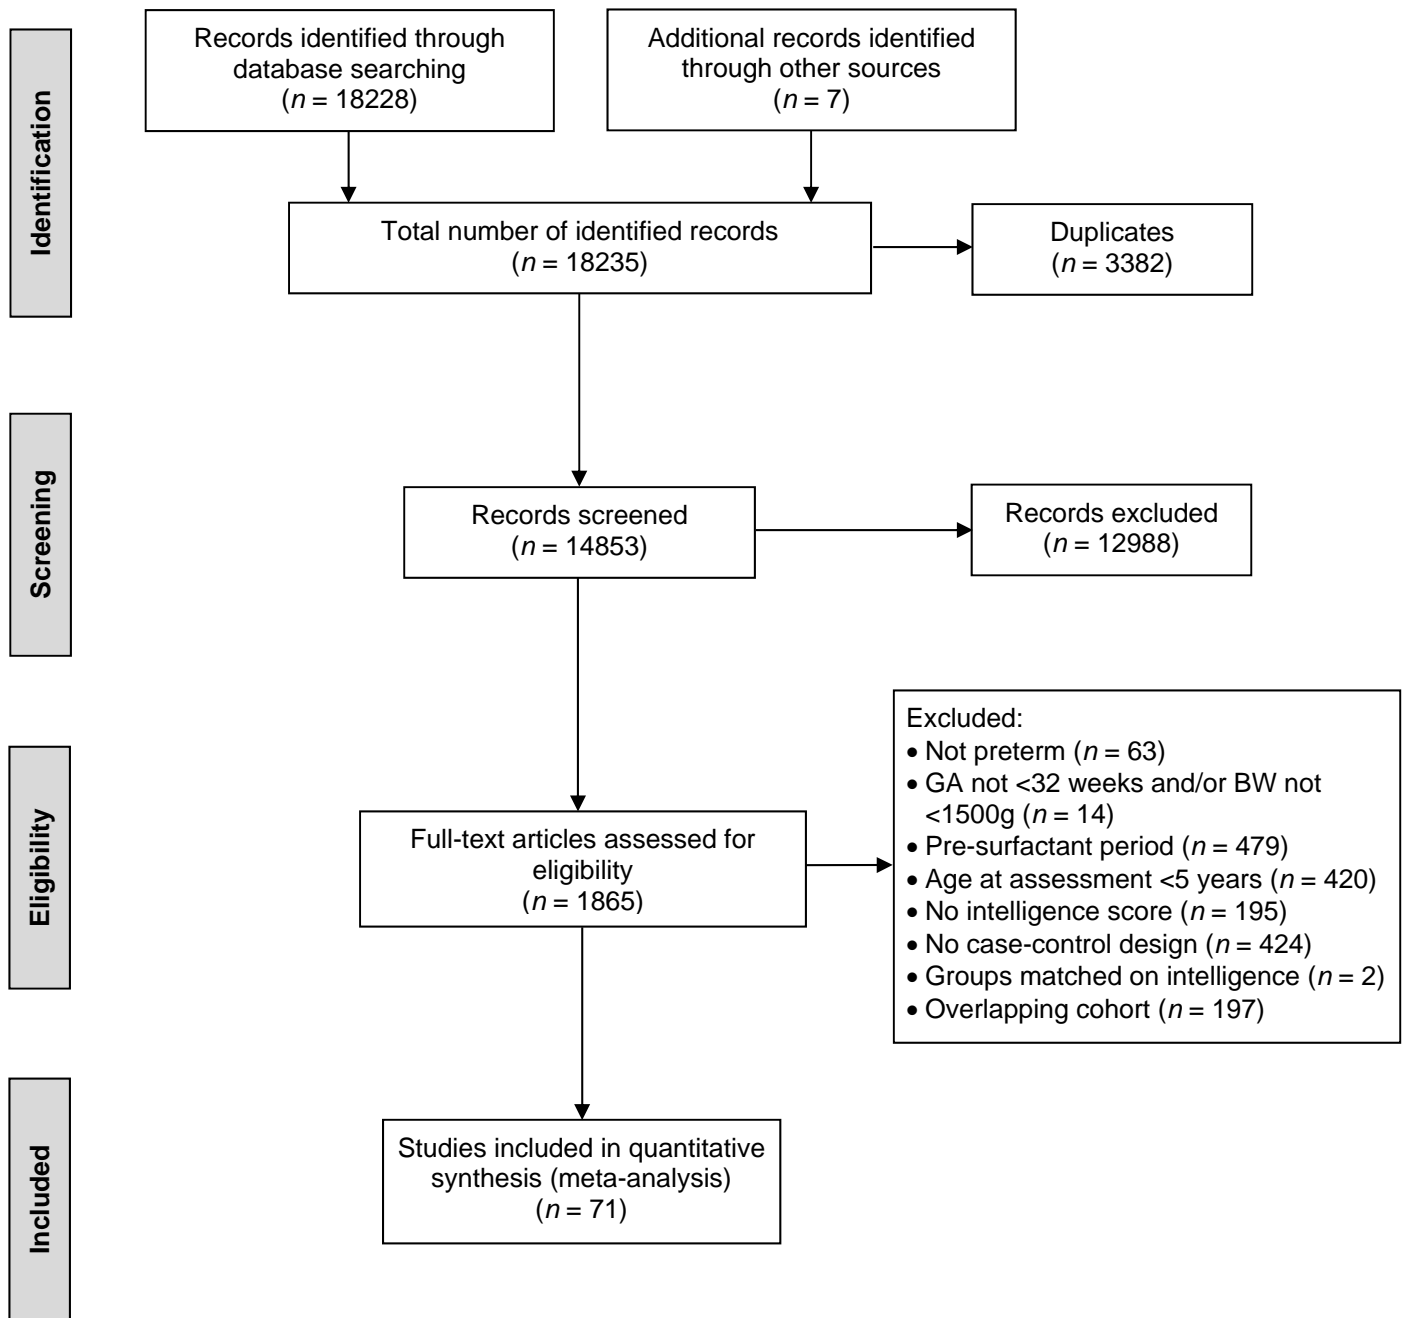 Identification
Records identified through
database searching
(n = 18228)
Additional records identified
through other sources
(n = 7)
Total number of identified records
(n = 18235)
Duplicates
(n = 3382)
Screening
Records screened
(n = 14853)
Records excluded
(n = 12988)
Eligibility
Full-text articles assessed for
eligibility
(n = 1865)
Excluded:
• Not preterm (n = 63)
• GA not <32 weeks and/or BW not
<1500g (n = 14)
• Pre-surfactant period (n = 479)
• Age at assessment <5 years (n = 420)
• No intelligence score (n = 195)
• No case-control design (n = 424)
• Groups matched on intelligence (n = 2)
• Overlapping cohort (n = 197)
Included
Studies included in quantitative
synthesis (meta-analysis)
(n = 71)